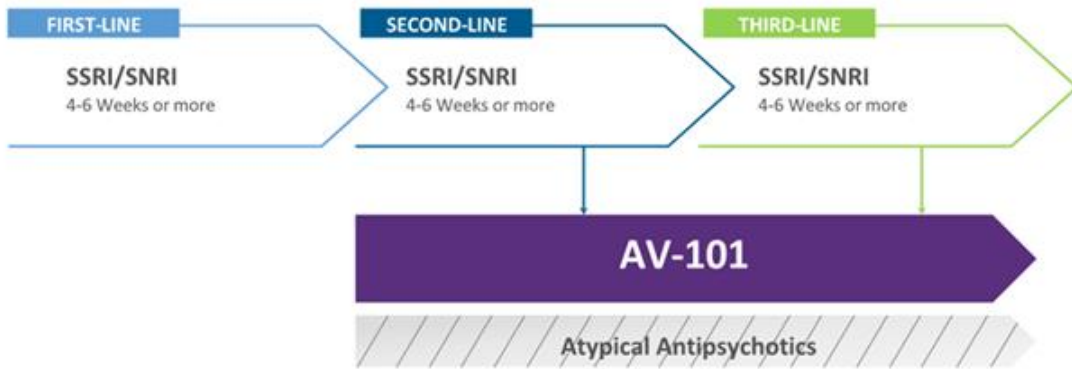 FIRST-LINE
SSRI/SNRI
4-6 Weeks or more
SECOND-LINE
SSRI/SNRI
4-6 Weeks or more
THIRD-LINE
SSRI/SNRI
4-6 Weeks or more
AV-101
Atypical Antipsychotics